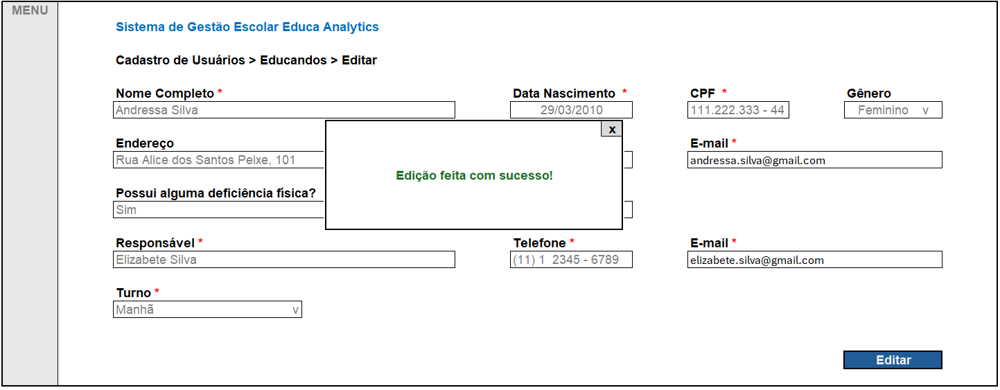 MENU
Sistema de Gestão Escolar Educa Analytics
Cadastro de Usuários > Educandos > Editar
Nome Completo * Data Nascimento * CPF * Gênero
Andressa Silva 29/03/2010 111.222.333 - 44 Feminino v
x
Endereço E-mail *
Rua Alice dos Santos Peixe, 101 andressa.silva@gmail.com
Edição feita com sucesso!
Possui alguma deficiência física?
Sim
Responsável * Telefone * E-mail *
Elizabete Silva (11) 1 2345 - 6789 elizabete.silva@gmail.com
Turno *
Manhã v
Editar